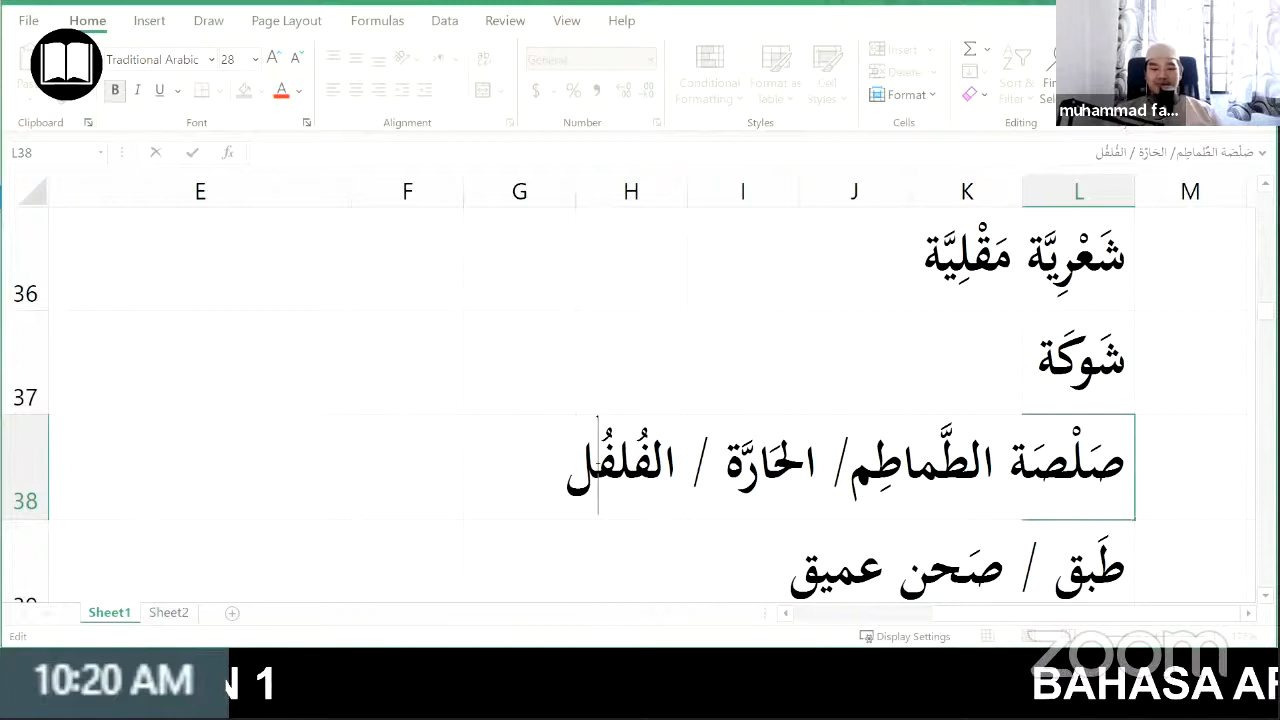 File Home Insert Draw Page Layout Formulas Data Review View Help
Traditional Arabic 28 A A General Conditional Format as Cell Insert Σ
B I U A $ % Formatting Table Styles Delete Sort &
Format Filter
muhammad fa...
Clipboard Font Alignment Number Styles Cells Editing
L38 fx صَلْصَة الطَّماطِم/ الحَارَّة / الفُلفُل
E F G H I J K L M
36 شَعْرِيَّة مَقْلِيَّة
37 شَوكَة
38 صَلْصَة الطَّماطِم/ الحَارَّة / الفُلفُل
طَبق / صَحن عميق
Sheet1 Sheet2
Edit Display Settings
zoom
10:20 AM N 1 BAHASA AR